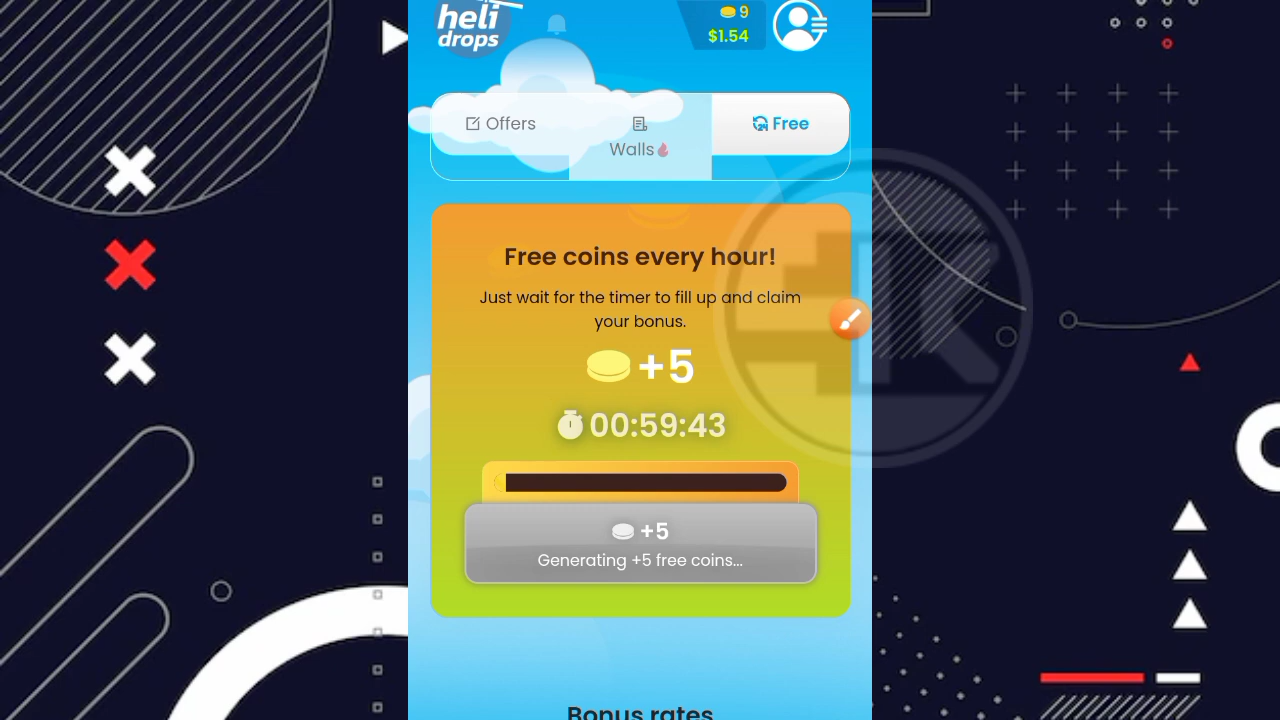 heli
drops
9
$1.54
Offers
Walls
Free
Free coins every hour!
Just wait for the timer to fill up and claim
your bonus.
+5
00:59:43
+5
Generating +5 free coins...
Bonus rates